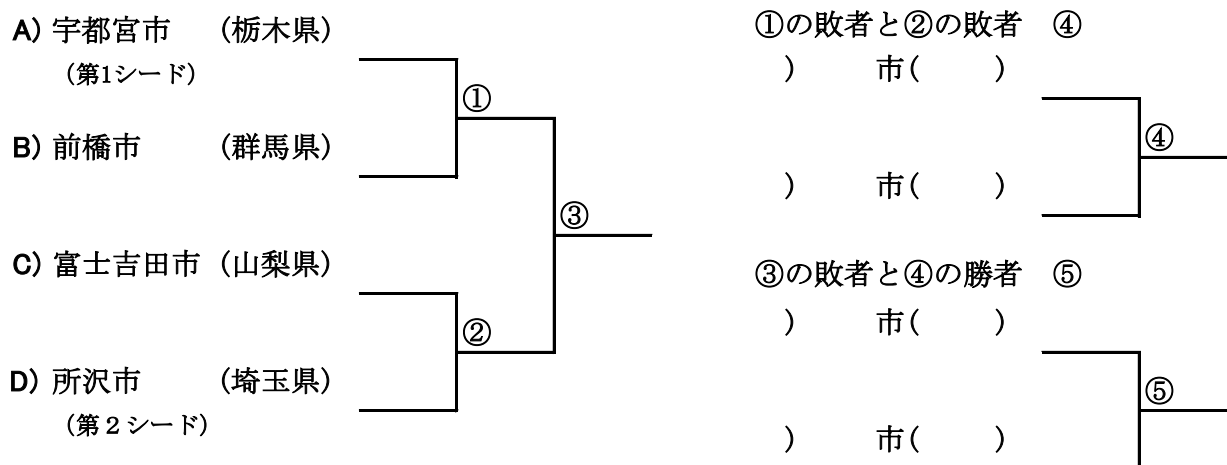 A) 宇都宮市 (栃木県)
(第1シード)
①
B) 前橋市 (群馬県)
③
C) 富士吉田市 (山梨県)
②
D) 所沢市 (埼玉県)
(第２シード)
①の敗者と②の敗者 ④
) 市( )
④
) 市( )
③の敗者と④の勝者 ⑤
) 市( )
⑤
) 市( )